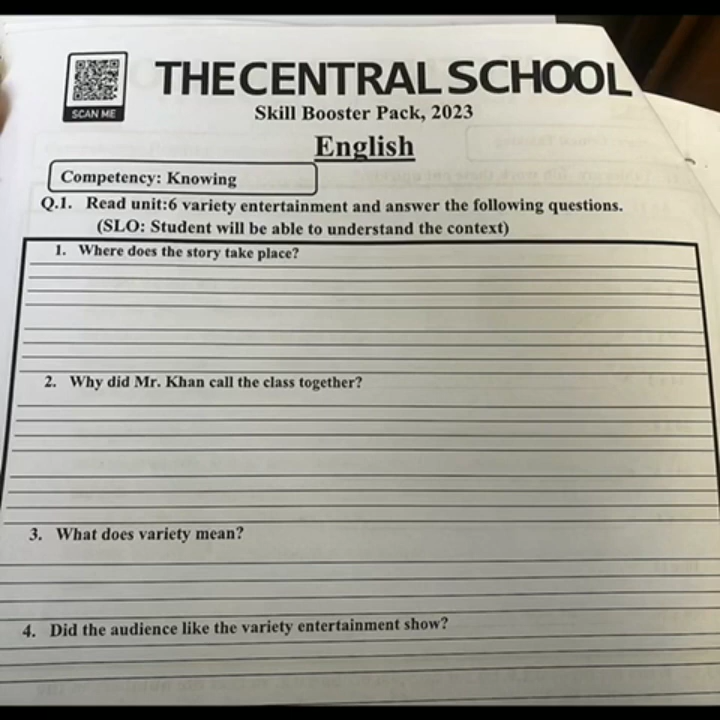 THE CENTRAL SCHOOL
SCAN ME
Skill Booster Pack, 2023
English
Competency: Knowing
Q.1. Read unit:6 variety entertainment and answer the following questions.
(SLO: Student will be able to understand the context)
1. Where does the story take place?
2. Why did Mr. Khan call the class together?
3. What does variety mean?
4. Did the audience like the variety entertainment show?